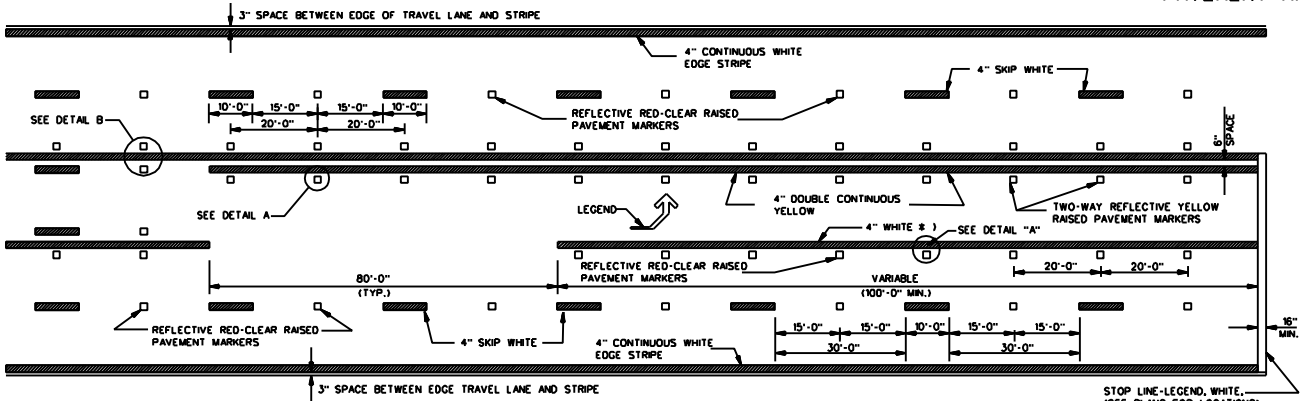 3" SPACE BETWEEN EDGE OF TRAVEL LANE AND STRIPE
4" CONTINUOUS WHITE
EDGE STRIPE
4" SKIP WHITE
10'-0" 15'-0" 15'-0" 10'-0"
REFLECTIVE RED-CLEAR RAISED
PAVEMENT MARKERS
SEE DETAIL B
20'-0" 20'-0"
6"
SPACE
SEE DETAIL A
LEGEND
4" DOUBLE CONTINUOUS
YELLOW
TWO-WAY REFLECTIVE YELLOW
RAISED PAVEMENT MARKERS
4" WHITE * )
SEE DETAIL "A"
REFLECTIVE RED-CLEAR RAISED
PAVEMENT MARKERS
20'-0" 20'-0"
80'-0"
(TYP.)
VARIABLE
(100'-0" MIN.)
REFLECTIVE RED-CLEAR RAISED
PAVEMENT MARKERS
4" SKIP WHITE
4" CONTINUOUS WHITE
EDGE STRIPE
15'-0" 15'-0" 10'-0" 15'-0" 15'-0"
30'-0" 30'-0"
16"
MIN.
3" SPACE BETWEEN EDGE TRAVEL LANE AND STRIPE
STOP LINE-LEGEND, WHITE,